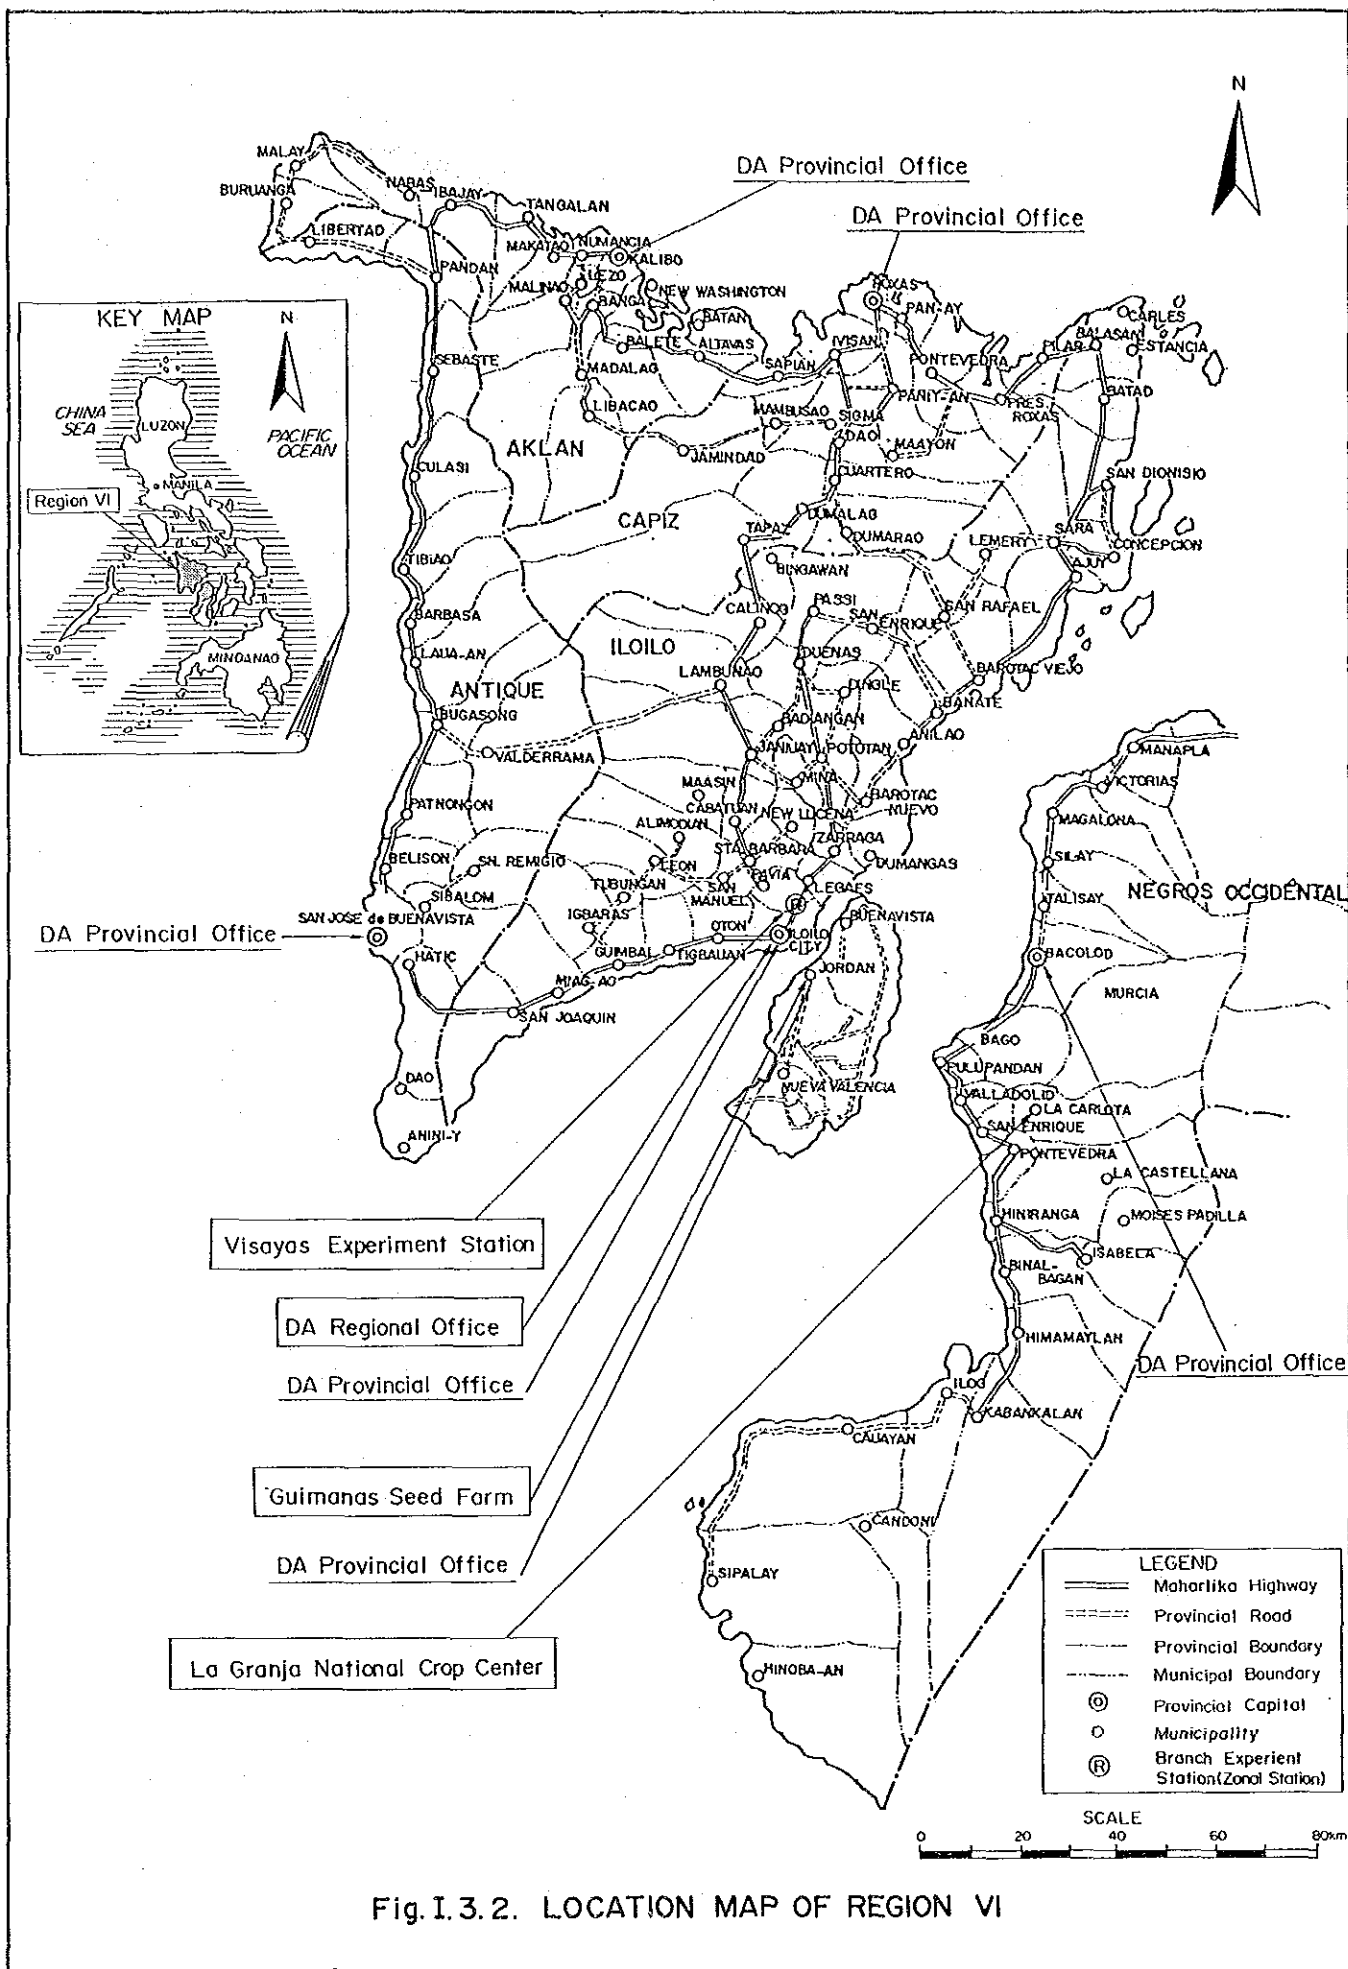 N
DA Provincial Office
DA Provincial Office
MALAY
BURUANGA
NABAS
IBAJAY
TANGALAN
LIBERTAD
MAKATAO
NUMANCIA
KALIBO
PANDAN
MALINAO
LEZO
NEW WASHINGTON
BANGA
BATAN
BALETE
ALTAVAS
ROXAS
PAN-AY
IVISAN
SAPIAN
PONTEVEDRA
PILAR
BALASAN
CARLES
ESTANCIA
SEBASTE
MADALAG
LIBACAO
MAMBUSAO
SIGMA
PANIY-AN
PRES.
ROXAS
BATAD
AKLAN
JAMINDAD
DAO
MAAYON
CUARTERO
CULASI
SAN DIONISIO
CAPIZ
TAPAZ
DUMALAG
DUMARAO
LEMERY
SARA
CONCEPCION
BINGAWAN
AJUY
TIBIAO
BARBASA
CALINOG
PASSI
SAN
ENRIQUE
SAN RAFAEL
LAUA-AN
ILOILO
LAMBUNAO
DUENAS
DINGLE
BAROTAC VIEJO
ANTIQUE
BUGASONG
BANATE
BADIANGAN
ANILAO
VALDERRAMA
JANIUAY
POTOTAN
MAASIN
MINA
BAROTAC
NUEVO
PATNONGON
CABATUAN
NEW LUCENA
ALIMODIAN
STA. BARBARA
ZARRAGA
DUMANGAS
BELISON
SN. REMIGIO
LEON
SAN
MANUEL
PAVIA
LEGAES
TUBUNGAN
SIBALOM
SAN JOSE de BUENAVISTA
IGBARAS
OTON
ILOILO
CITY
BUENAVISTA
DA Provincial Office
HATIC
GUIMBAL
TIGBAUAN
JORDAN
MIAG-AO
SAN JOAQUIN
DAO
NUEVA VALENCIA
ANINI-Y
KEY MAP
N
CHINA
SEA
LUZON
PACIFIC
OCEAN
MANILA
Region VI
MINDANAO
MANAPLA
VICTORIAS
MAGALONA
SILAY
NEGROS OCCIDENTAL
TALISAY
BACOLOD
MURCIA
BAGO
PULUPANDAN
VALLADOLID
LA CARLOTA
SAN ENRIQUE
PONTEVEDRA
LA CASTELLANA
HINIRANGA
MOISES PADILLA
ISABELA
BINAL-
BAGAN
HIMAMAYLAN
DA Provincial Office
ILOG
KABANKALAN
CAUAYAN
CANDONI
SIPALAY
HINOBA-AN
R
Visayas Experiment Station
DA Regional Office
DA Provincial Office
Guimanas Seed Farm
DA Provincial Office
La Granja National Crop Center
LEGEND
Maharlika Highway
Provincial Road
Provincial Boundary
Municipal Boundary
Provincial Capital
Municipality
R Branch Experient
Station(Zonal Station)
SCALE
0 20 40 60 80km
Fig. I. 3. 2. LOCATION MAP OF REGION VI